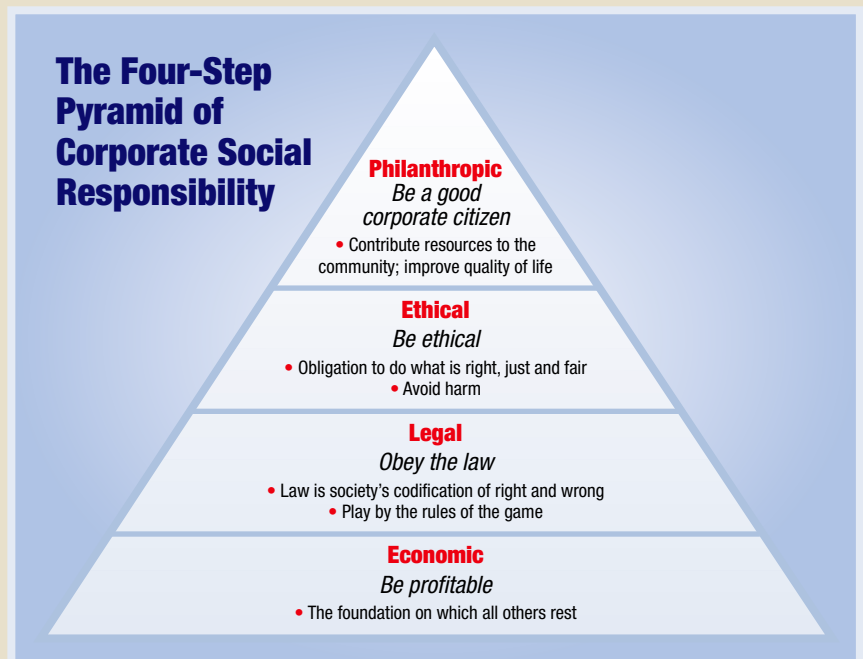 The Four-Step
Pyramid of
Corporate Social
Responsibility
Philanthropic
Be a good
corporate citizen
• Contribute resources to the
community; improve quality of life
Ethical
Be ethical
• Obligation to do what is right, just and fair
• Avoid harm
Legal
Obey the law
• Law is society’s codification of right and wrong
• Play by the rules of the game
Economic
Be profitable
• The foundation on which all others rest